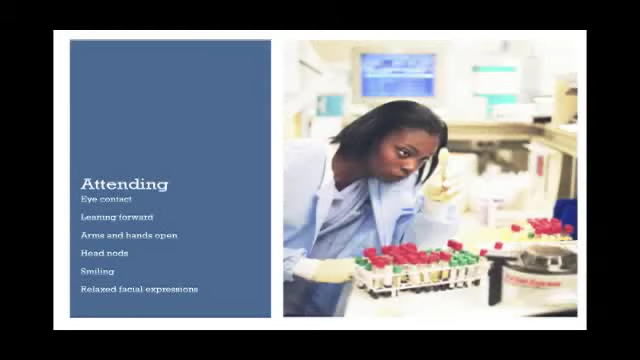 Attending
Eye contact
Leaning forward
Arms and hands open
Head nods
Smiling
Relaxed facial expressions